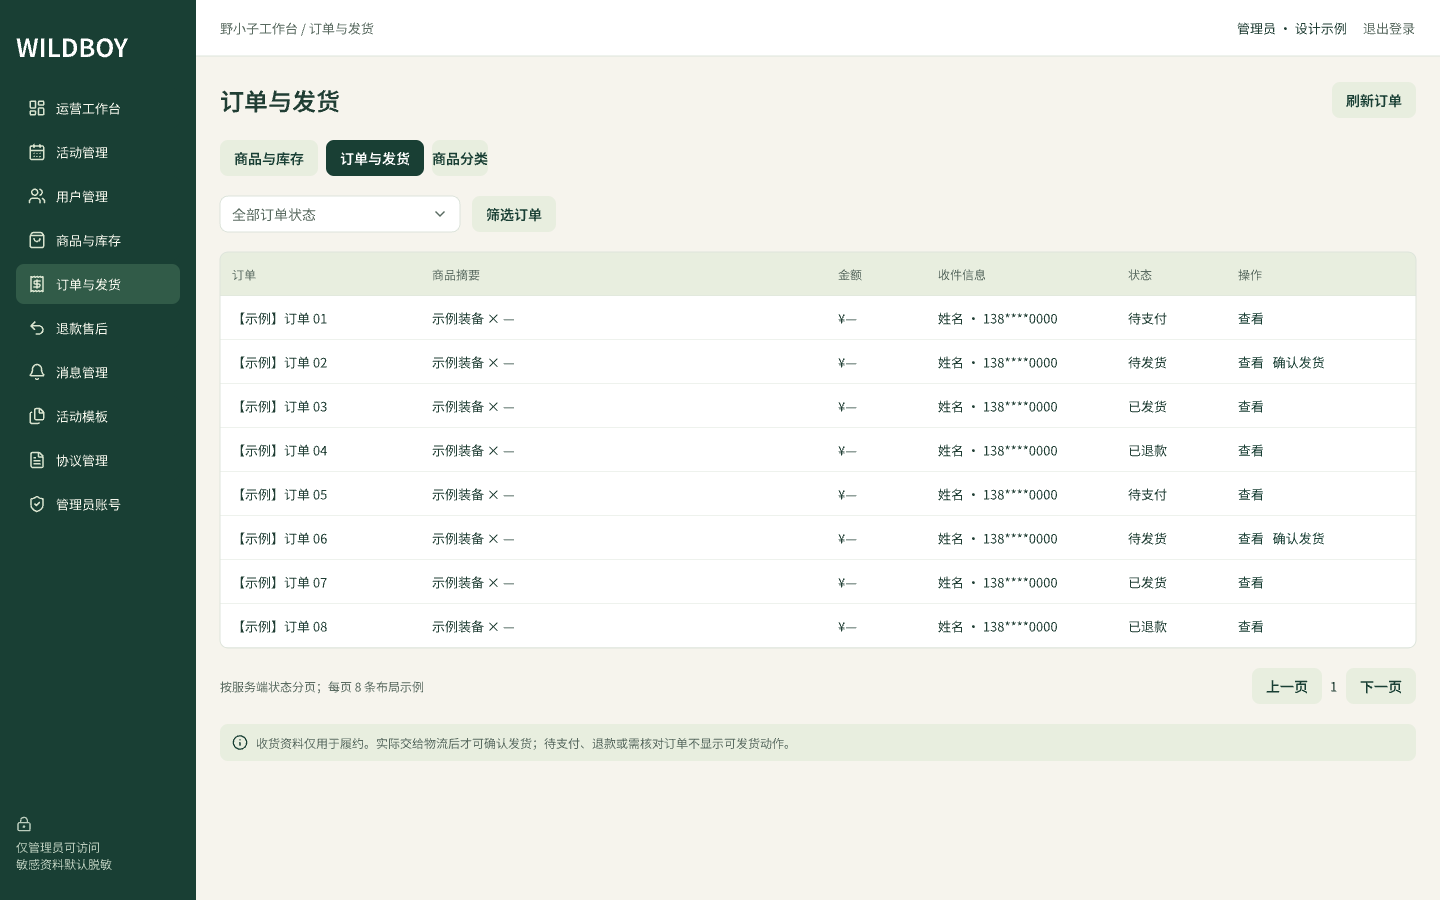 WILDBOY
运营工作台
活动管理
用户管理
商品与库存
订单与发货
退款售后
消息管理
活动模板
协议管理
管理员账号
仅管理员可访问
敏感资料默认脱敏
野小子工作台 / 订单与发货
管理员 · 设计示例 退出登录
订单与发货
刷新订单
商品与库存 订单与发货 商品分类
全部订单状态 筛选订单
订单 商品摘要 金额 收件信息 状态 操作
【示例】订单 01 示例装备 × — ¥— 姓名 · 138****0000 待支付 查看
【示例】订单 02 示例装备 × — ¥— 姓名 · 138****0000 待发货 查看 确认发货
【示例】订单 03 示例装备 × — ¥— 姓名 · 138****0000 已发货 查看
【示例】订单 04 示例装备 × — ¥— 姓名 · 138****0000 已退款 查看
【示例】订单 05 示例装备 × — ¥— 姓名 · 138****0000 待支付 查看
【示例】订单 06 示例装备 × — ¥— 姓名 · 138****0000 待发货 查看 确认发货
【示例】订单 07 示例装备 × — ¥— 姓名 · 138****0000 已发货 查看
【示例】订单 08 示例装备 × — ¥— 姓名 · 138****0000 已退款 查看
按服务端状态分页；每页 8 条布局示例
上一页 1 下一页
收货资料仅用于履约。实际交给物流后才可确认发货；待支付、退款或需核对订单不显示可发货动作。